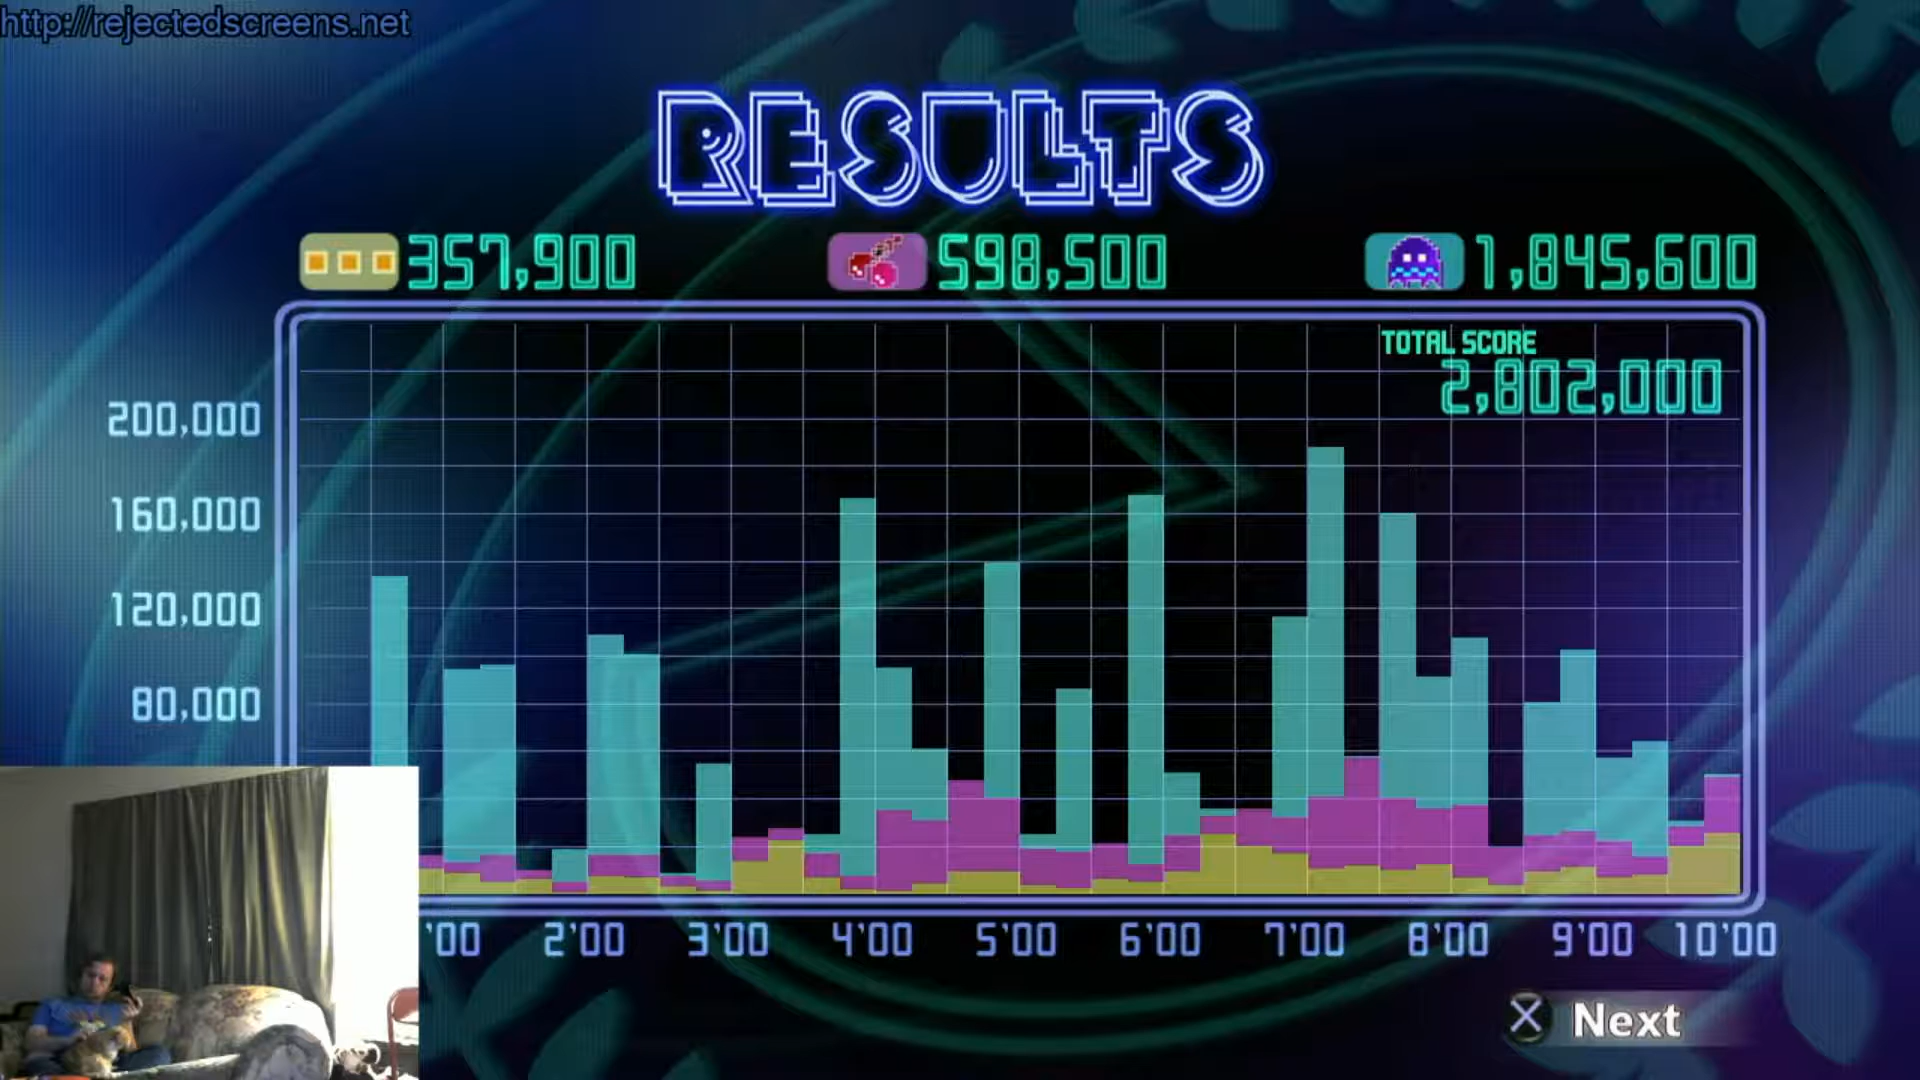 http://rejectedscreens.net
RESULTS
357,900 598,500 1,845,600
TOTAL SCORE
2,802,000
200,000
160,000
120,000
80,000
'00 2'00 3'00 4'00 5'00 6'00 7'00 8'00 9'00 10'00
Next